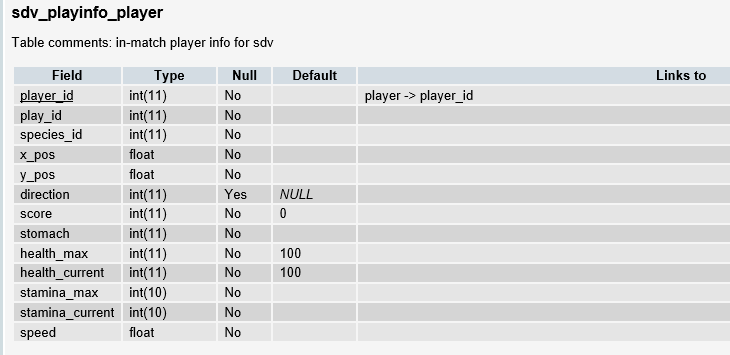 sdv_playinfo_player
Table comments: in-match player info for sdv
Field Type Null Default Links to
player_id int(11) No player -> player_id
play_id int(11) No
species_id int(11) No
x_pos float No
y_pos float No
direction int(11) Yes NULL
score int(11) No 0
stomach int(11) No
health_max int(11) No 100
health_current int(11) No 100
stamina_max int(10) No
stamina_current int(10) No
speed float No